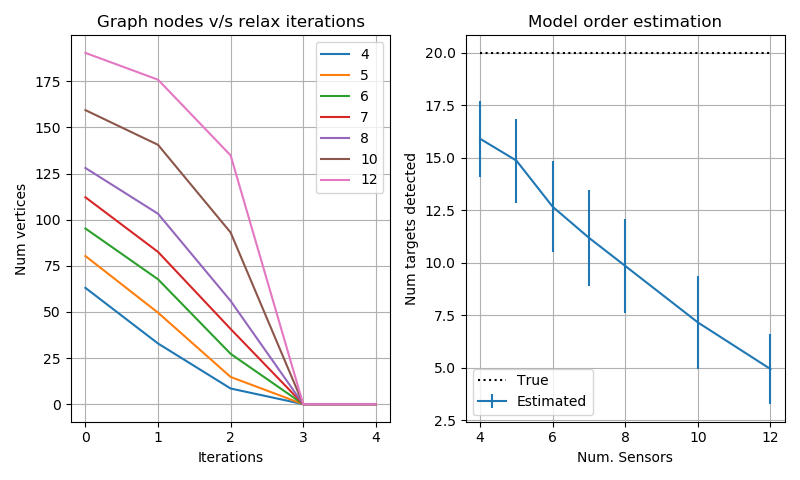 Graph nodes v/s relax iterations
Num vertices
175
150
125
100
75
50
25
0
0 1 2 3 4
Iterations
4
5
6
7
8
10
12
Model order estimation
Num targets detected
20.0
17.5
15.0
12.5
10.0
7.5
5.0
2.5
True
Estimated
4 6 8 10 12
Num. Sensors